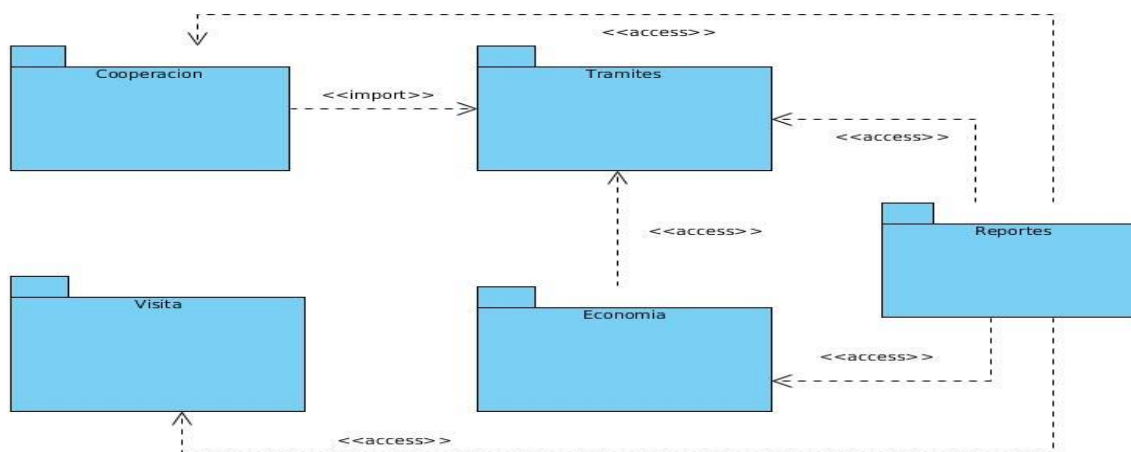 <<access>>
Cooperacion
Tramites
<<import>>
<<access>>
<<access>>
Reportes
Visita
Economia
<<access>>
<<access>>